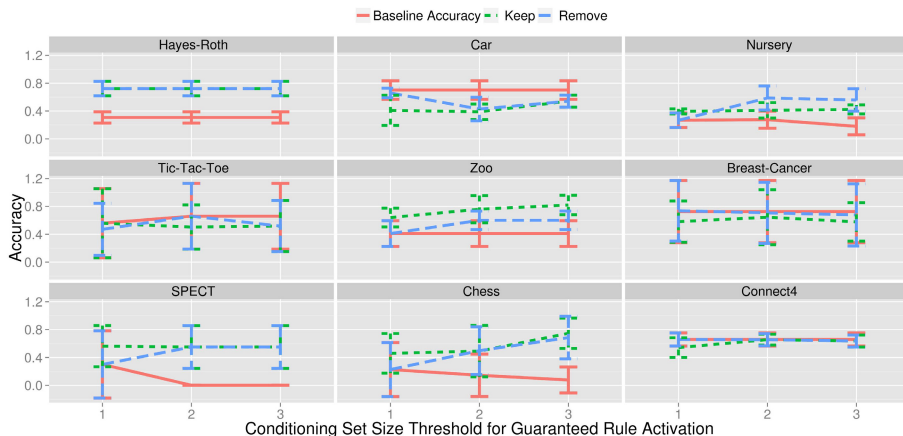 Baseline Accuracy Keep Remove
Hayes-Roth Car Nursery
1.2
0.8
0.4
0.0
Tic-Tac-Toe Zoo Breast-Cancer
1.2
0.8
0.4
0.0
Accuracy
SPECT Chess Connect4
1.2
0.8
0.4
0.0
1 2 3 1 2 3 1 2 3
Conditioning Set Size Threshold for Guaranteed Rule Activation